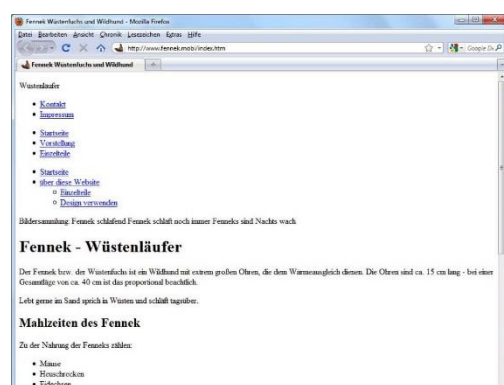 Fennek Wüstenfuchs und Wildhund - Mozilla Firefox
Datei Bearbeiten Ansicht Chronik Lesezeichen Extras Hilfe
http://www.fennek.mobi/index.htm
Fennek Wüstenfuchs und Wildhund
Wüstenläufer
Kontakt
Impressum
Startseite
Vorstellung
Einzelteile
Startseite
über diese Website
Einzelteile
Design verwenden
Bildersammlung: Fennek schlafend Fennek schläft noch immer Fenneks sind Nachts wach
Fennek - Wüstenläufer
Der Fennek bzw. der Wüstenfuchs ist ein Wildhund mit extrem großen Ohren, die dem Wärmeausgleich dienen. Die Ohren sind ca. 15 cm lang - bei einer
Gesamtlänge von ca. 40 cm ist das proportional beachtlich.
Lebt gerne im Sand sprich in Wüsten und schläft tagsüber.
Mahlzeiten des Fennek
Zu der Nahrung der Fenneks zählen:
Mäuse
Heuschrecken
Eidechsen